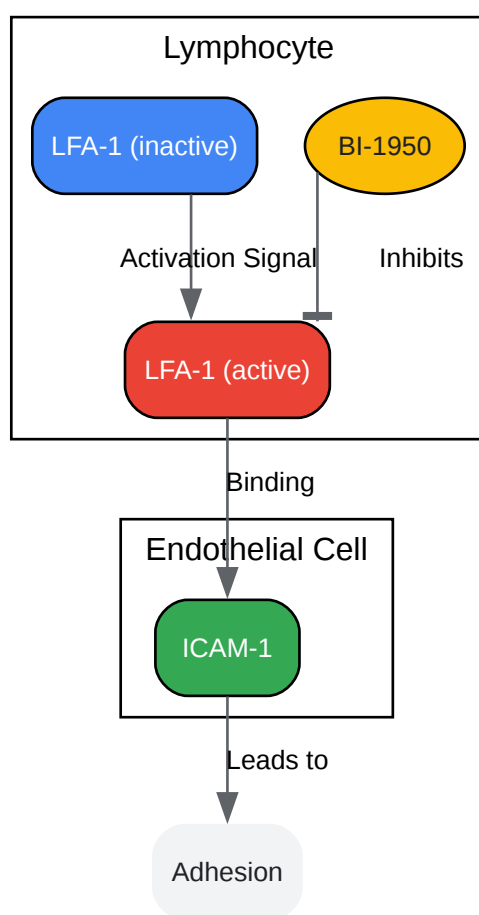 Lymphocyte
LFA-1 (inactive)
BI-1950
Activation Signal
Inhibits
LFA-1 (active)
Binding
Endothelial Cell
ICAM-1
Leads to
Adhesion